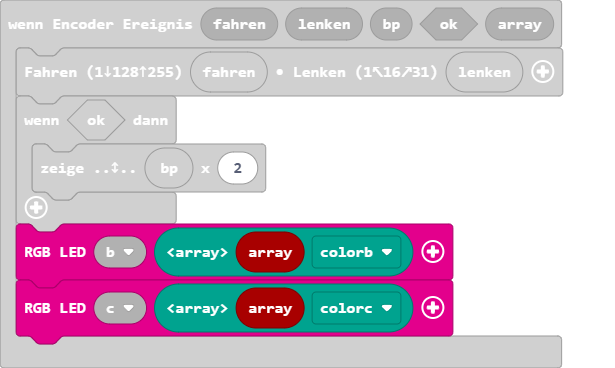 wenn Encoder Ereignis fahren lenken bp ok array
Fahren (1↓128↑255) fahren • Lenken (1↖16↗31) lenken
wenn ok dann
zeige ..↕.. bp x 2
RGB LED b <array> array colorb
RGB LED c <array> array colorc